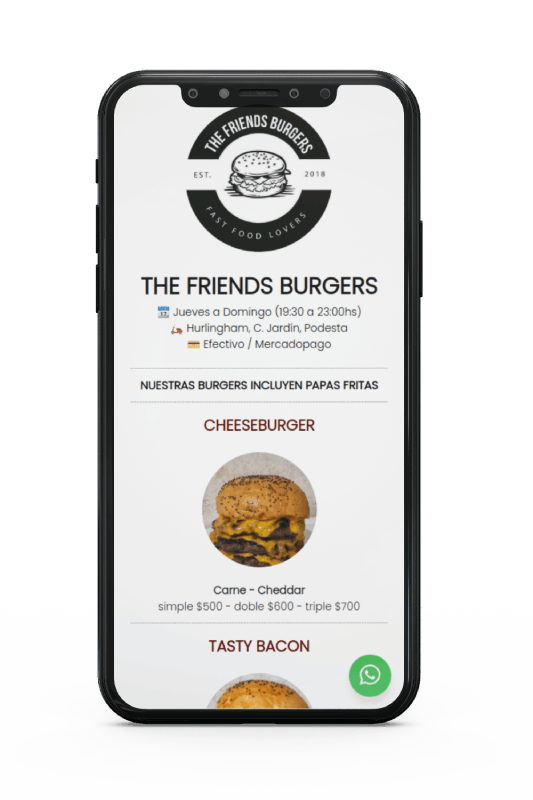 THE FRIENDS BURGERS
EST. 2018
FAST FOOD LOVERS
THE FRIENDS BURGERS
Jueves a Domingo (19:30 a 23:00hs)
Hurlingham, C. Jardin, Podesta
Efectivo / Mercadopago
NUESTRAS BURGERS INCLUYEN PAPAS FRITAS
CHEESEBURGER
Carne - Cheddar
simple $500 - doble $600 - triple $700
TASTY BACON